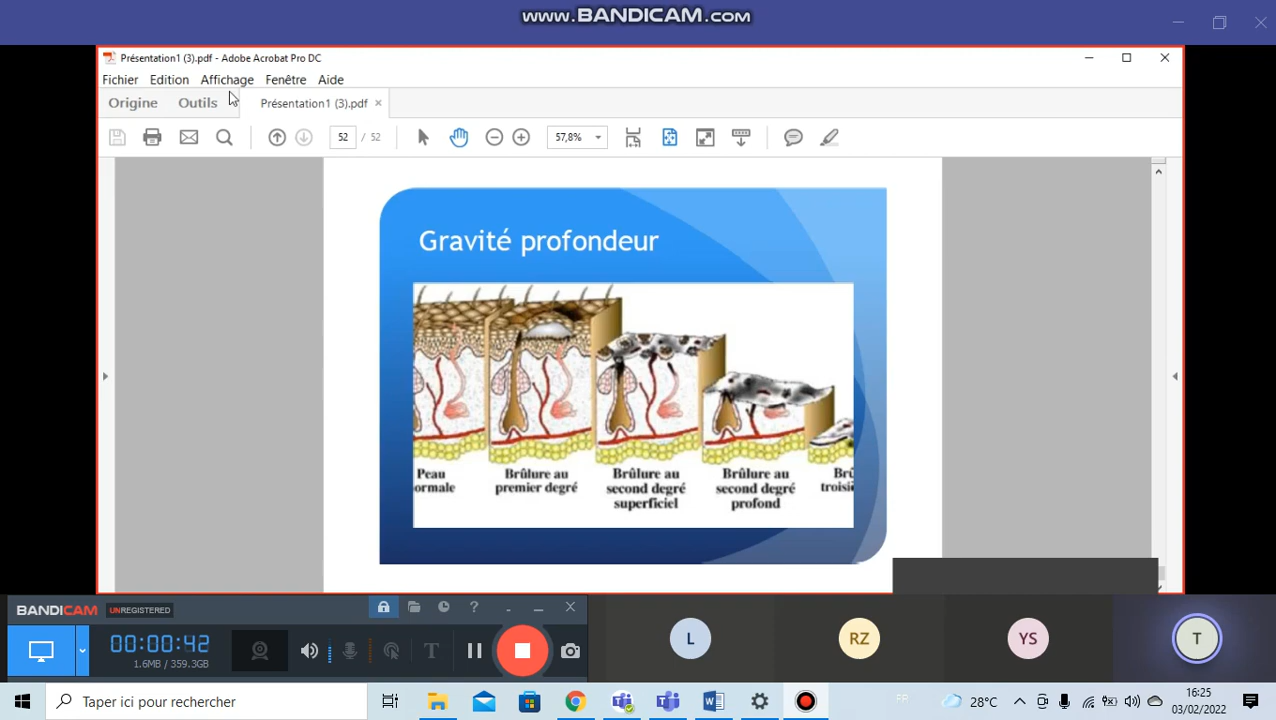 www.BANDICAM.com
Présentation1 (3).pdf - Adobe Acrobat Pro DC
Fichier Edition Affichage Fenêtre Aide
Origine Outils Présentation1 (3).pdf ×
52 / 52 57,8%
Gravité profondeur
Peau
ormale
Brûlure au
premier degré
Brûlure au
second degré
superficiel
Brûlure au
second degré
profond
Brû
troisi
BANDICAM UNREGISTERED
00:00:42
1.6MB / 359.3GB
L RZ YS T
Taper ici pour rechercher
FR 28°C
16:25
03/02/2022